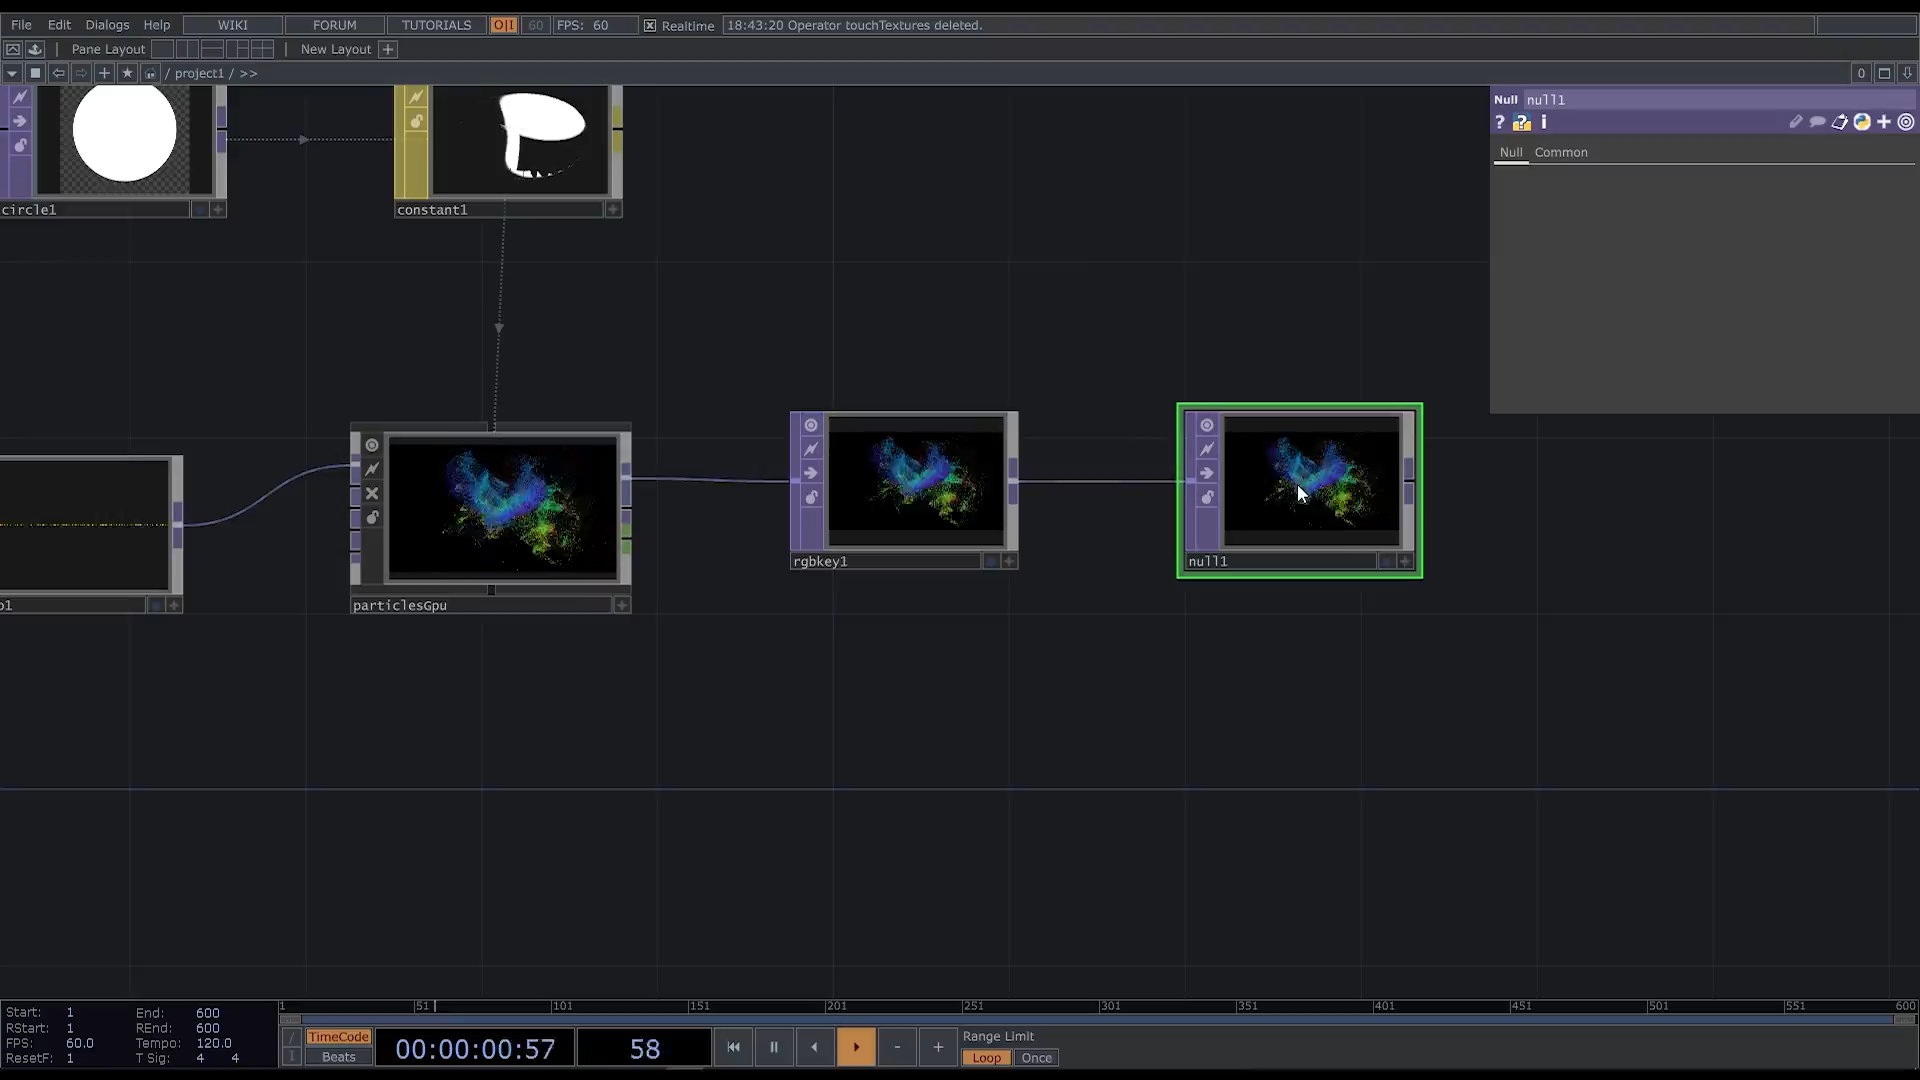 File Edit Dialogs Help WIKI FORUM TUTORIALS O|I 60 FPS: 60 Realtime 18:43:20 Operator touchTextures deleted.
Pane Layout | New Layout +
/ project1 / >> 0
Null null1
? ? i
Null Common
circle1
constant1
rgbkey1
null1
particlesGpu
1 51 101 151 201 251 301 351 401 451 501 551 600
Start: 1 End: 600
RStart: 1 REnd: 600
FPS: 60.0 Tempo: 120.0
ResetF: 1 T Sig: 4 4
TimeCode
Beats
00:00:00:57
58
- +
Range Limit
Loop Once